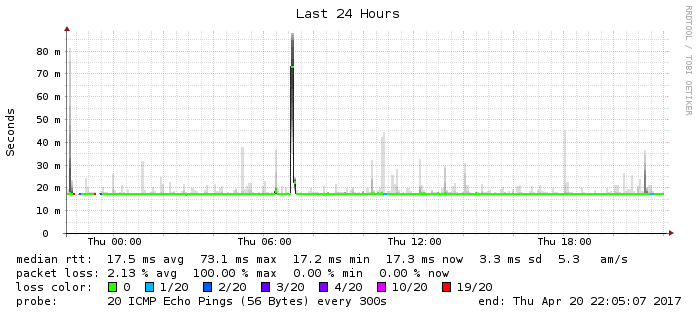 Last 24 Hours
RRDTOOL / TOBI OETIKER
Seconds
80 m
70 m
60 m
50 m
40 m
30 m
20 m
10 m
0
Thu 00:00 Thu 06:00 Thu 12:00 Thu 18:00
median rtt: 17.5 ms avg 73.1 ms max 17.2 ms min 17.3 ms now 3.3 ms sd 5.3 am/s
packet loss: 2.13 % avg 100.00 % max 0.00 % min 0.00 % now
loss color: 0 1/20 2/20 3/20 4/20 10/20 19/20
probe: 20 ICMP Echo Pings (56 Bytes) every 300s end: Thu Apr 20 22:05:07 2017